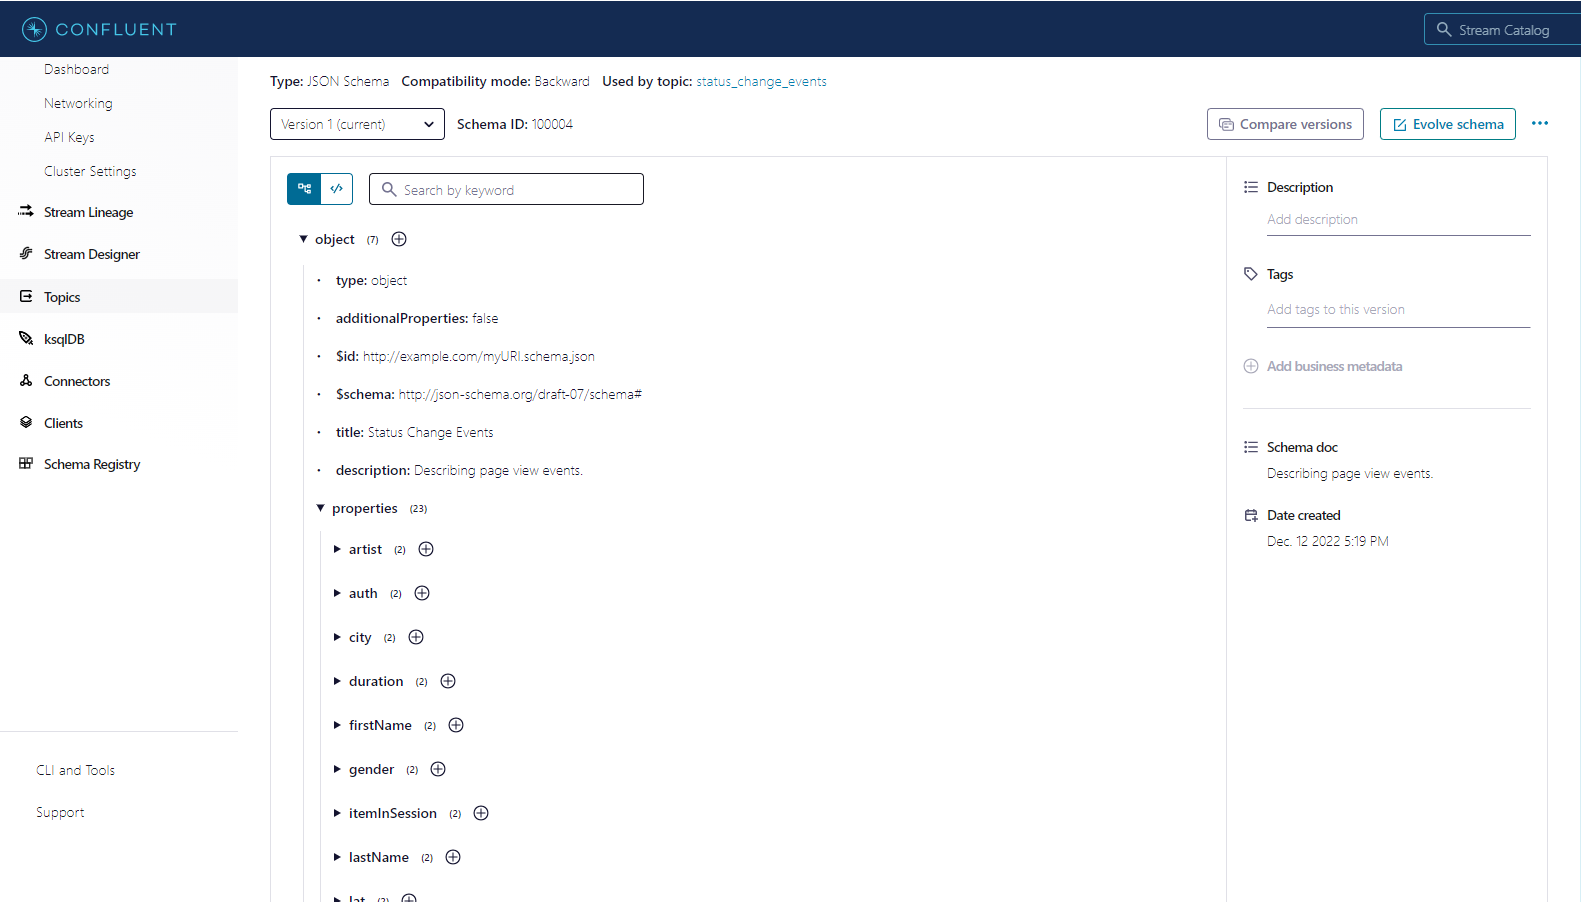 CONFLUENT
Stream Catalog
Dashboard
Networking
API Keys
Cluster Settings
Stream Lineage
Stream Designer
Topics
ksqlDB
Connectors
Clients
Schema Registry
CLI and Tools
Support
Type: JSON Schema Compatibility mode: Backward Used by topic: status_change_events
Version 1 (current) Schema ID: 100004
Compare versions Evolve schema
</> Search by keyword
object (7)
type: object
additionalProperties: false
$id: http://example.com/myURI.schema.json
$schema: http://json-schema.org/draft-07/schema#
title: Status Change Events
description: Describing page view events.
properties (23)
artist (2)
auth (2)
city (2)
duration (2)
firstName (2)
gender (2)
itemInSession (2)
lastName (2)
lat (2)
Description
Add description
Tags
Add tags to this version
Add business metadata
Schema doc
Describing page view events.
Date created
Dec. 12 2022 5:19 PM